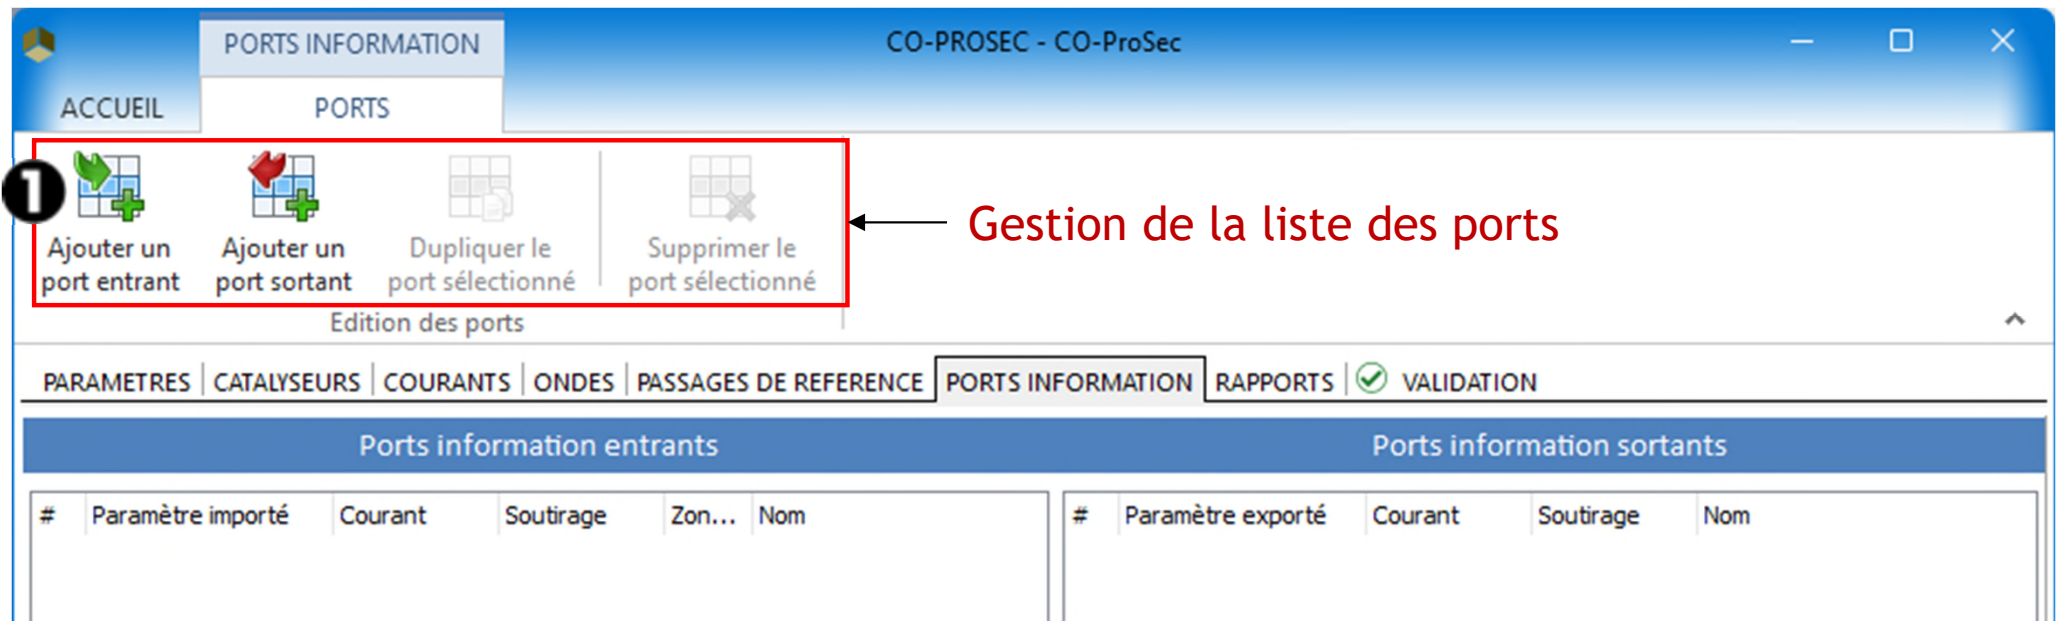 PORTS INFORMATION
CO-PROSEC - CO-ProSec
ACCUEIL
PORTS
1
Ajouter un
port entrant
Ajouter un
port sortant
Dupliquer le
port sélectionné
Supprimer le
port sélectionné
Gestion de la liste des ports
Edition des ports
PARAMETRES
CATALYSEURS
COURANTS
ONDES
PASSAGES DE REFERENCE
PORTS INFORMATION
RAPPORTS
VALIDATION
Ports information entrants
Ports information sortants
# Paramètre importé Courant Soutirage Zon... Nom
# Paramètre exporté Courant Soutirage Nom